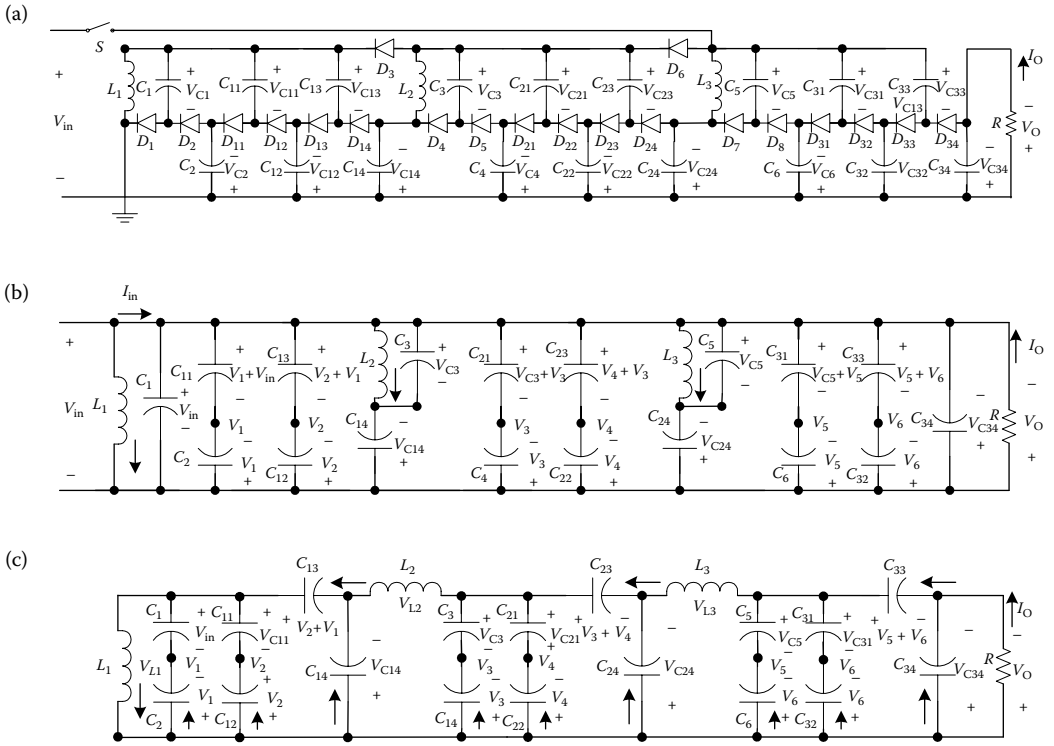 (a)
S
D3 D6 IO
+ L1 C1 + VC1 C11 + VC11 C13 + VC13 L2 C3 + VC3 C21 + VC21 C23 + VC23 L3 C5 + VC5 C31 + VC31 C33 + VC33 VC13
Vin R − VO +
D1 D2 D11 D12 D13 D14 D4 D5 D21 D22 D23 D24 D7 D8 D31 D32 D33 D34
− C2 − VC2 + C12 − VC12 + C14 − VC14 + C4 − VC4 + C22 − VC22 + C24 − VC24 + C6 − VC6 + C32 − VC32 + C34 − VC34 +
(b)
Iin
+ C1 C11 + V1 + Vin − C13 + V2 + V1 − L2 C3 + VC3 − C21 + VC3 + V3 − C23 + V4 + V3 − L3 C5 + VC5 − C31 + VC5 + V5 − C33 + V5 + V6 − IO
Vin L1 + Vin − V1 V2 C14 − VC14 + V3 V4 C24 − VC24 + V5 V6 C34 − VC34 + R − VO +
− C2 − V1 + C12 − V2 + C4 − V3 + C22 − V4 + C6 − V5 + C32 − V6 +
(c)
C13 L2 C23 L3 C33
C1 + Vin − C11 + VC11 − V2 + V1 VL2 C3 + VC3 − C21 + VC21 − V3 + V4 VL3 C5 + VC5 − C31 + VC31 − V5 + V6 IO
L1 VL1 V1 V2 C14 − VC14 + V3 V4 C24 − VC24 + V5 V6 C34 − VC34 + R − VO +
C2 V1 + C12 V2 + C14 V3 + C22 V4 + C6 V6 + C32 V6 +